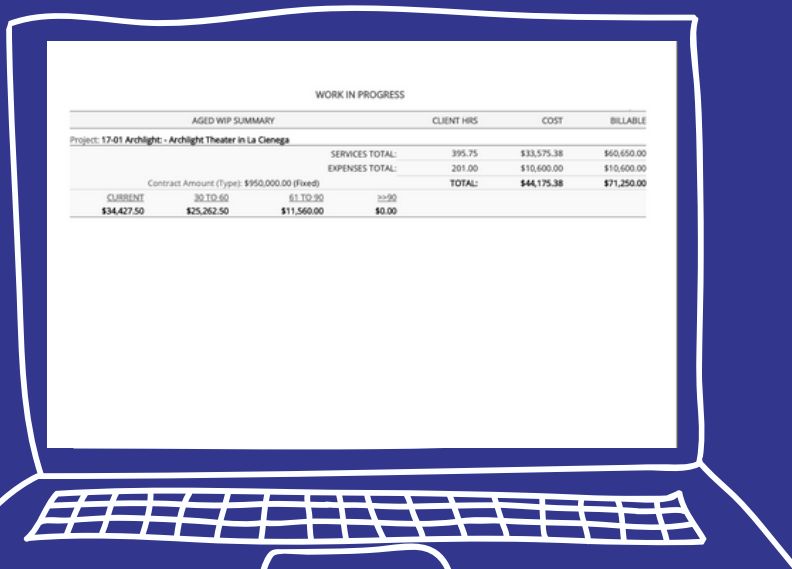 WORK IN PROGRESS
AGED WIP SUMMARY CLIENT HRS COST BILLABLE
Project: 17-01 Archlight: - Archlight Theater in La Cienega
SERVICES TOTAL: 395.75 $33,575.38 $60,650.00
EXPENSES TOTAL: 201.00 $10,600.00 $10,600.00
Contract Amount (Type): $950,000.00 (Fixed) TOTAL: $44,175.38 $71,250.00
CURRENT 30 TO 60 61 TO 90 >>90
$34,427.50 $25,262.50 $11,560.00 $0.00